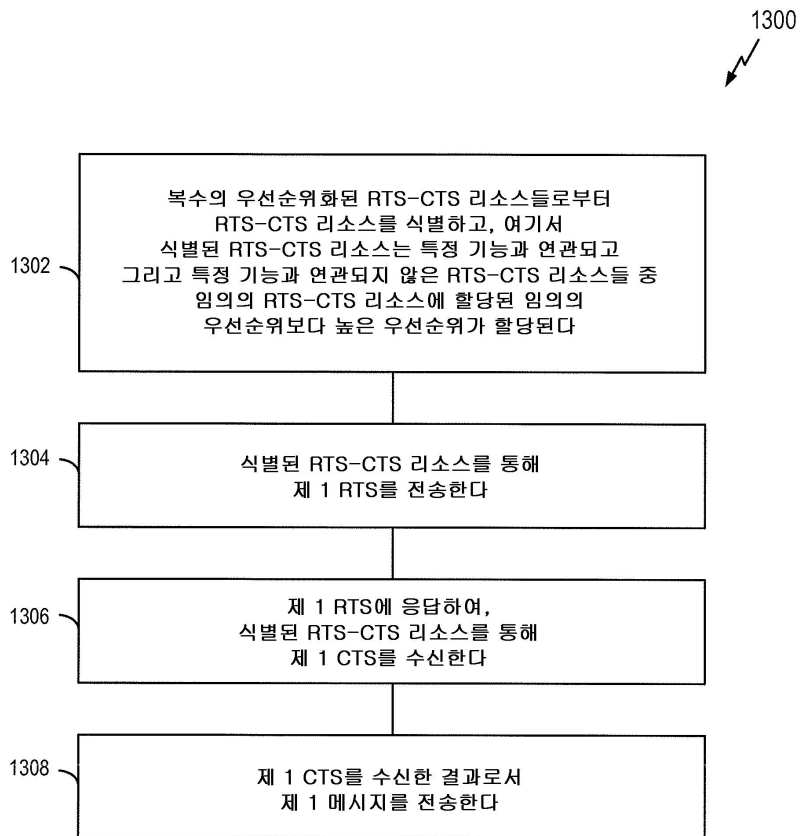 1300
복수의 우선순위화된 RTS-CTS 리소스들로부터
RTS-CTS 리소스를 식별하고, 여기서
식별된 RTS-CTS 리소스는 특정 기능과 연관되고
그리고 특정 기능과 연관되지 않은 RTS-CTS 리소스들 중
임의의 RTS-CTS 리소스에 할당된 임의의
우선순위보다 높은 우선순위가 할당된다
1302
식별된 RTS-CTS 리소스를 통해
제 1 RTS를 전송한다
1304
제 1 RTS에 응답하여,
식별된 RTS-CTS 리소스를 통해
제 1 CTS를 수신한다
1306
제 1 CTS를 수신한 결과로서
제 1 메시지를 전송한다
1308